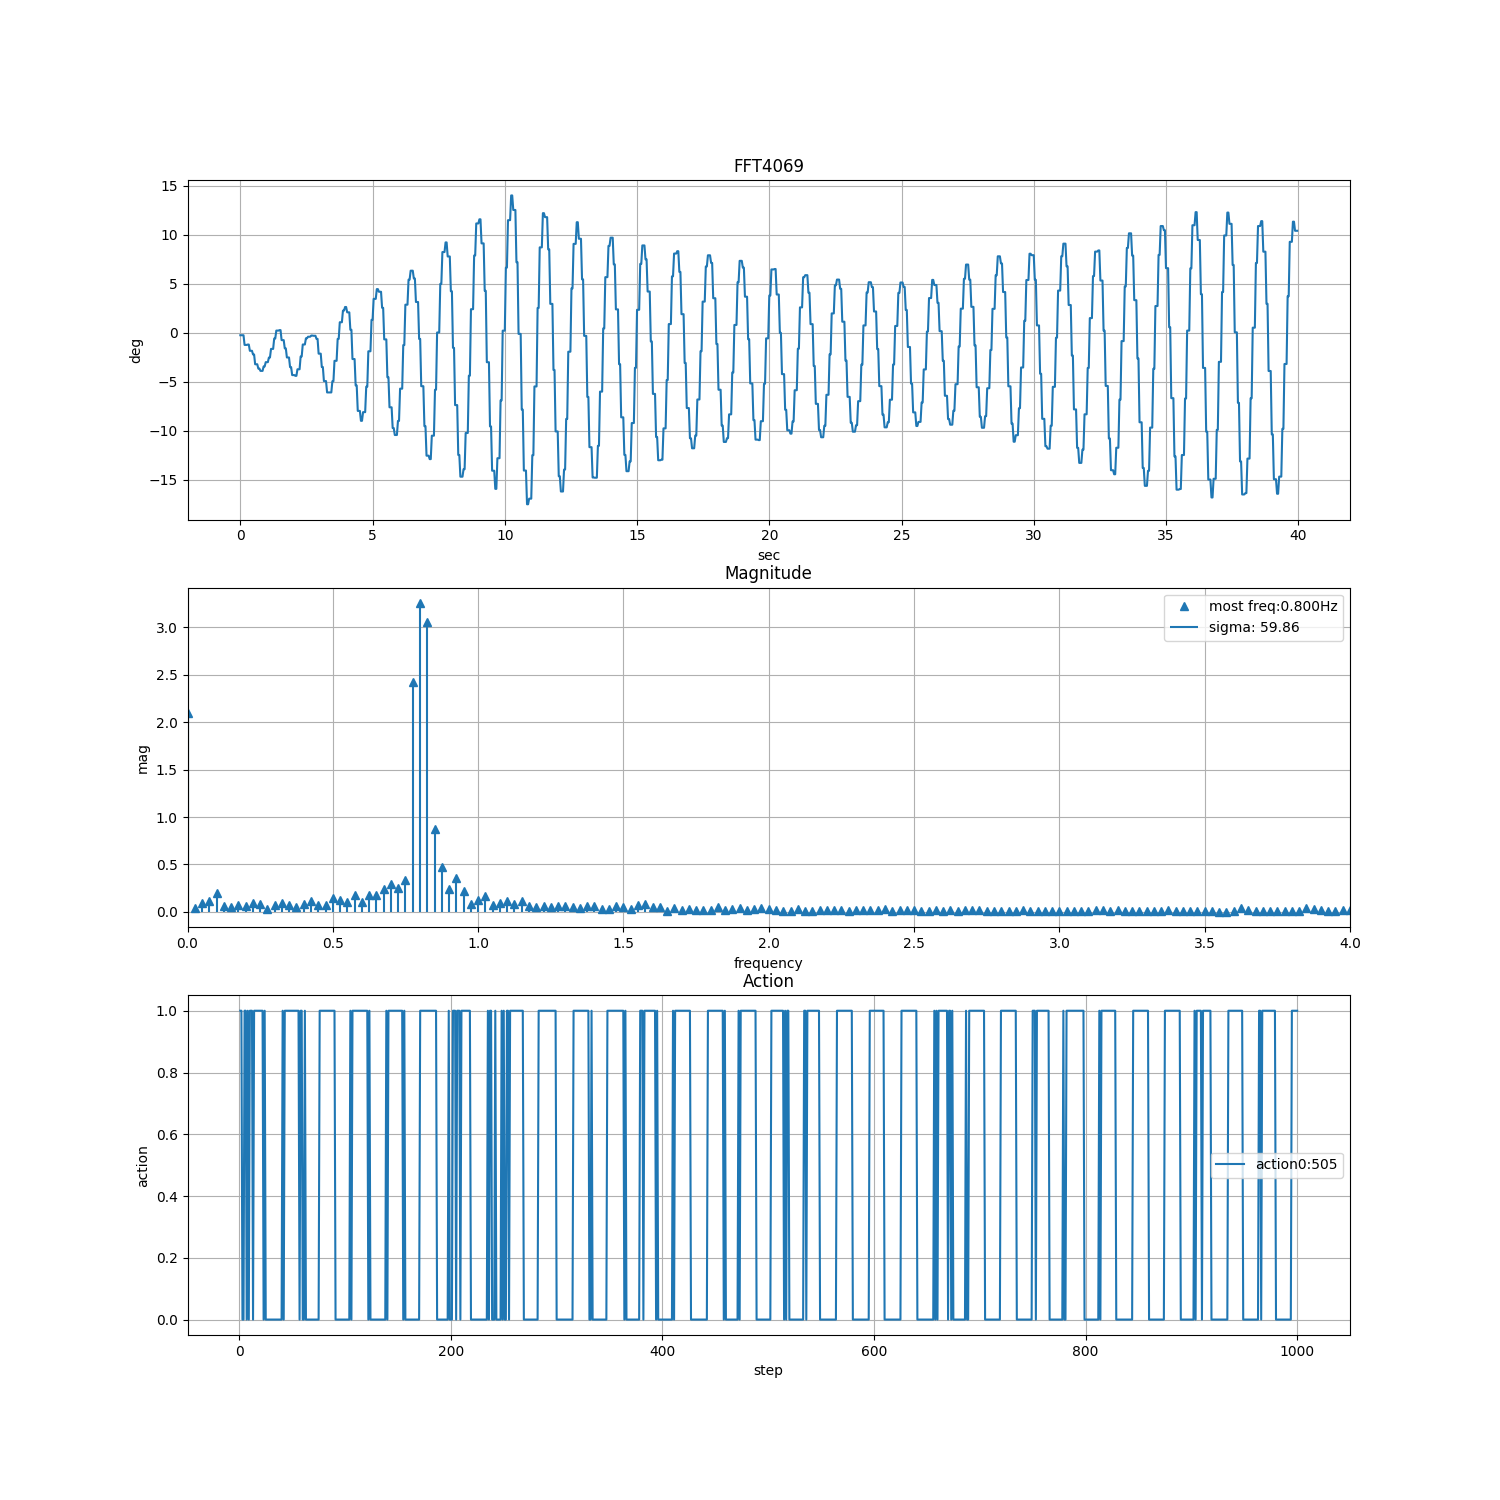 FFT4069
15
10
5
0
−5
−10
−15
deg
0 5 10 15 20 25 30 35 40
sec
Magnitude
most freq:0.800Hz
sigma: 59.86
3.0
2.5
2.0
1.5
1.0
0.5
0.0
mag
0.0 0.5 1.0 1.5 2.0 2.5 3.0 3.5 4.0
frequency
Action
1.0
0.8
0.6
0.4
0.2
0.0
action
action0:505
0 200 400 600 800 1000
step